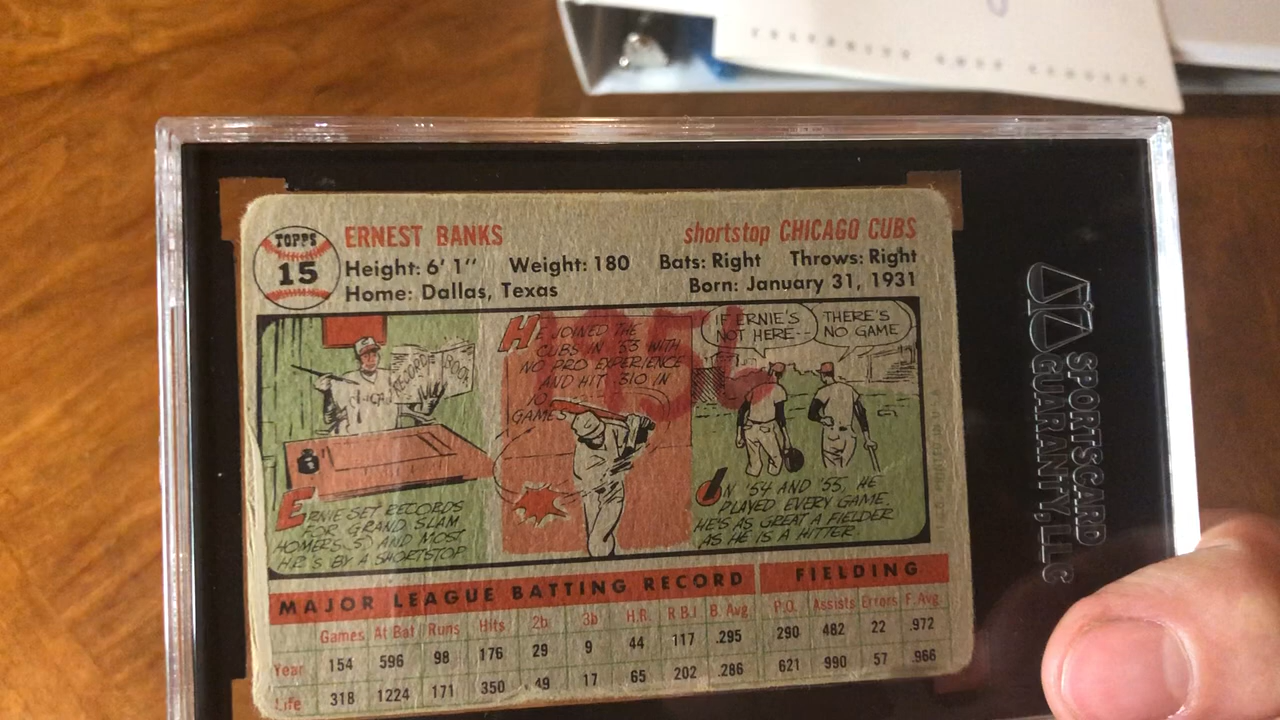 TOPPS
15
ERNEST BANKS
shortstop CHICAGO CUBS
Height: 6' 1" Weight: 180 Bats: Right Throws: Right
Home: Dallas, Texas Born: January 31, 1931
RECORD BOOK
ERNIE SET RECORDS
FOR GRAND SLAM
HOMERS, 5, AND MOST
H.R.'S BY A SHORTSTOP
HE JOINED THE
CUBS IN '53 WITH
NO PRO EXPERIENCE
AND HIT .310 IN
10
GAMES
IF ERNIE'S
NOT HERE--
THERE'S
NO GAME
IN '54 AND '55, HE
PLAYED EVERY GAME.
HE'S AS GREAT A FIELDER
AS HE IS A HITTER
MAJOR LEAGUE BATTING RECORD FIELDING
Games At Bat Runs Hits 2b 3b H.R. R.B.I B. Avg P.O. Assists Errors F. Avg
Year 154 596 98 176 29 9 44 117 .295 290 482 22 .972
Life 318 1224 171 350 49 17 65 202 .286 621 990 57 .966
SPORTSCARD
GUARANTY, LLC